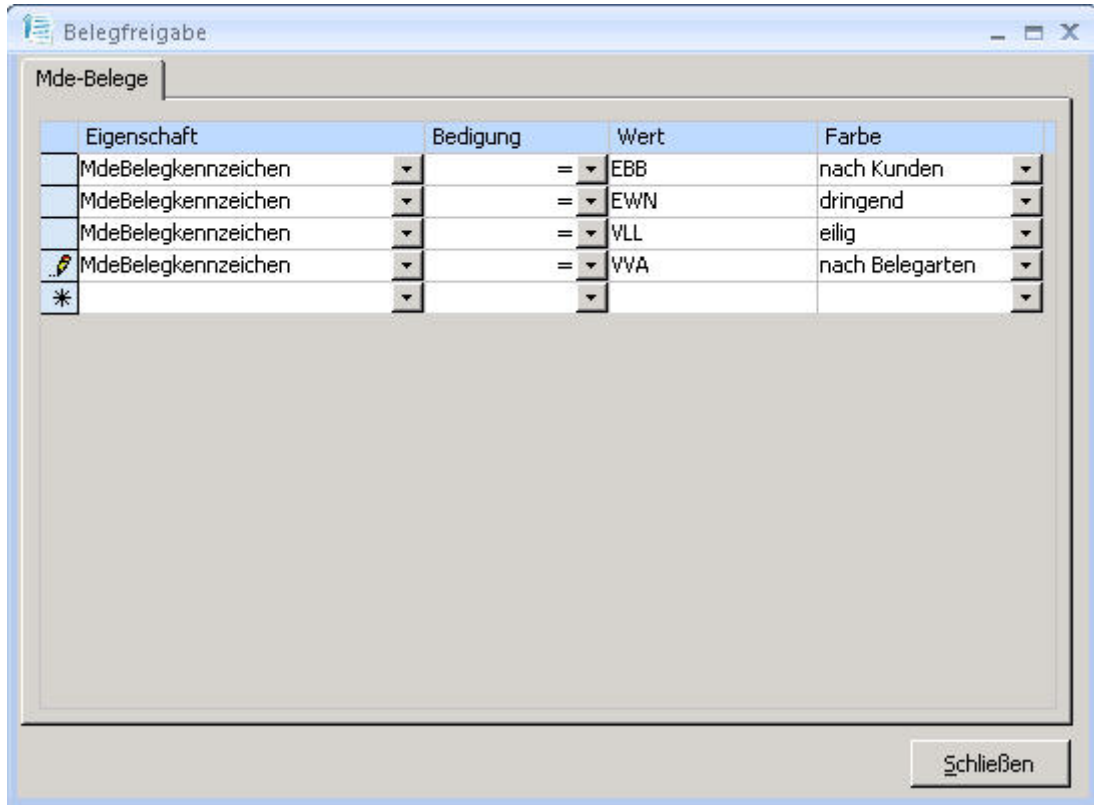 Belegfreigabe
Mde-Belege
Eigenschaft Bedigung Wert Farbe
MdeBelegkennzeichen = EBB nach Kunden
MdeBelegkennzeichen = EWN dringend
MdeBelegkennzeichen = VLL eilig
MdeBelegkennzeichen = VVA nach Belegarten
Schließen